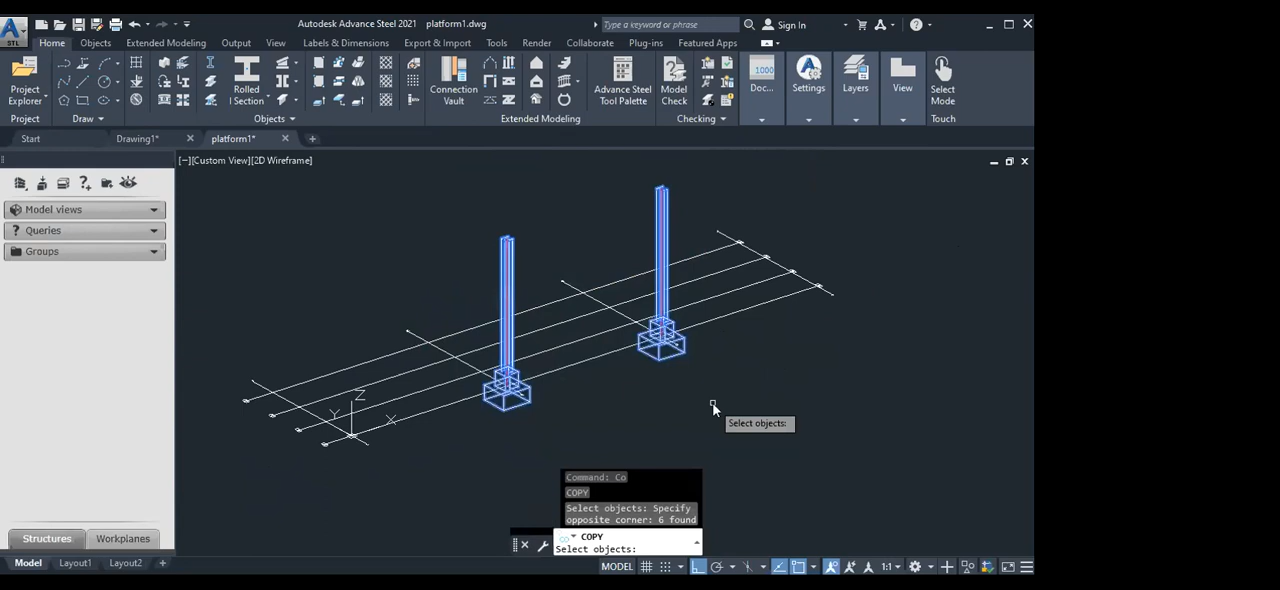 Autodesk Advance Steel 2021 platform1.dwg
Type a keyword or phrase
Sign In
STL
Home Objects Extended Modeling Output View Labels & Dimensions Export & Import Tools Render Collaborate Plug-ins Featured Apps
Project
Explorer
Rolled
I Section
Connection
Vault
Advance Steel
Tool Palette
Model
Check
1000
Doc...
Settings
Layers
View
Select
Mode
Project Draw Objects Extended Modeling Checking Touch
Start Drawing1* platform1*
[−][Custom View][2D Wireframe]
Model views
Queries
Groups
Z
Y
X
Select objects:
Command: Co
COPY
Select objects: Specify
opposite corner: 6 found
COPY
Select objects:
Structures Workplanes
Model Layout1 Layout2
MODEL
1:1